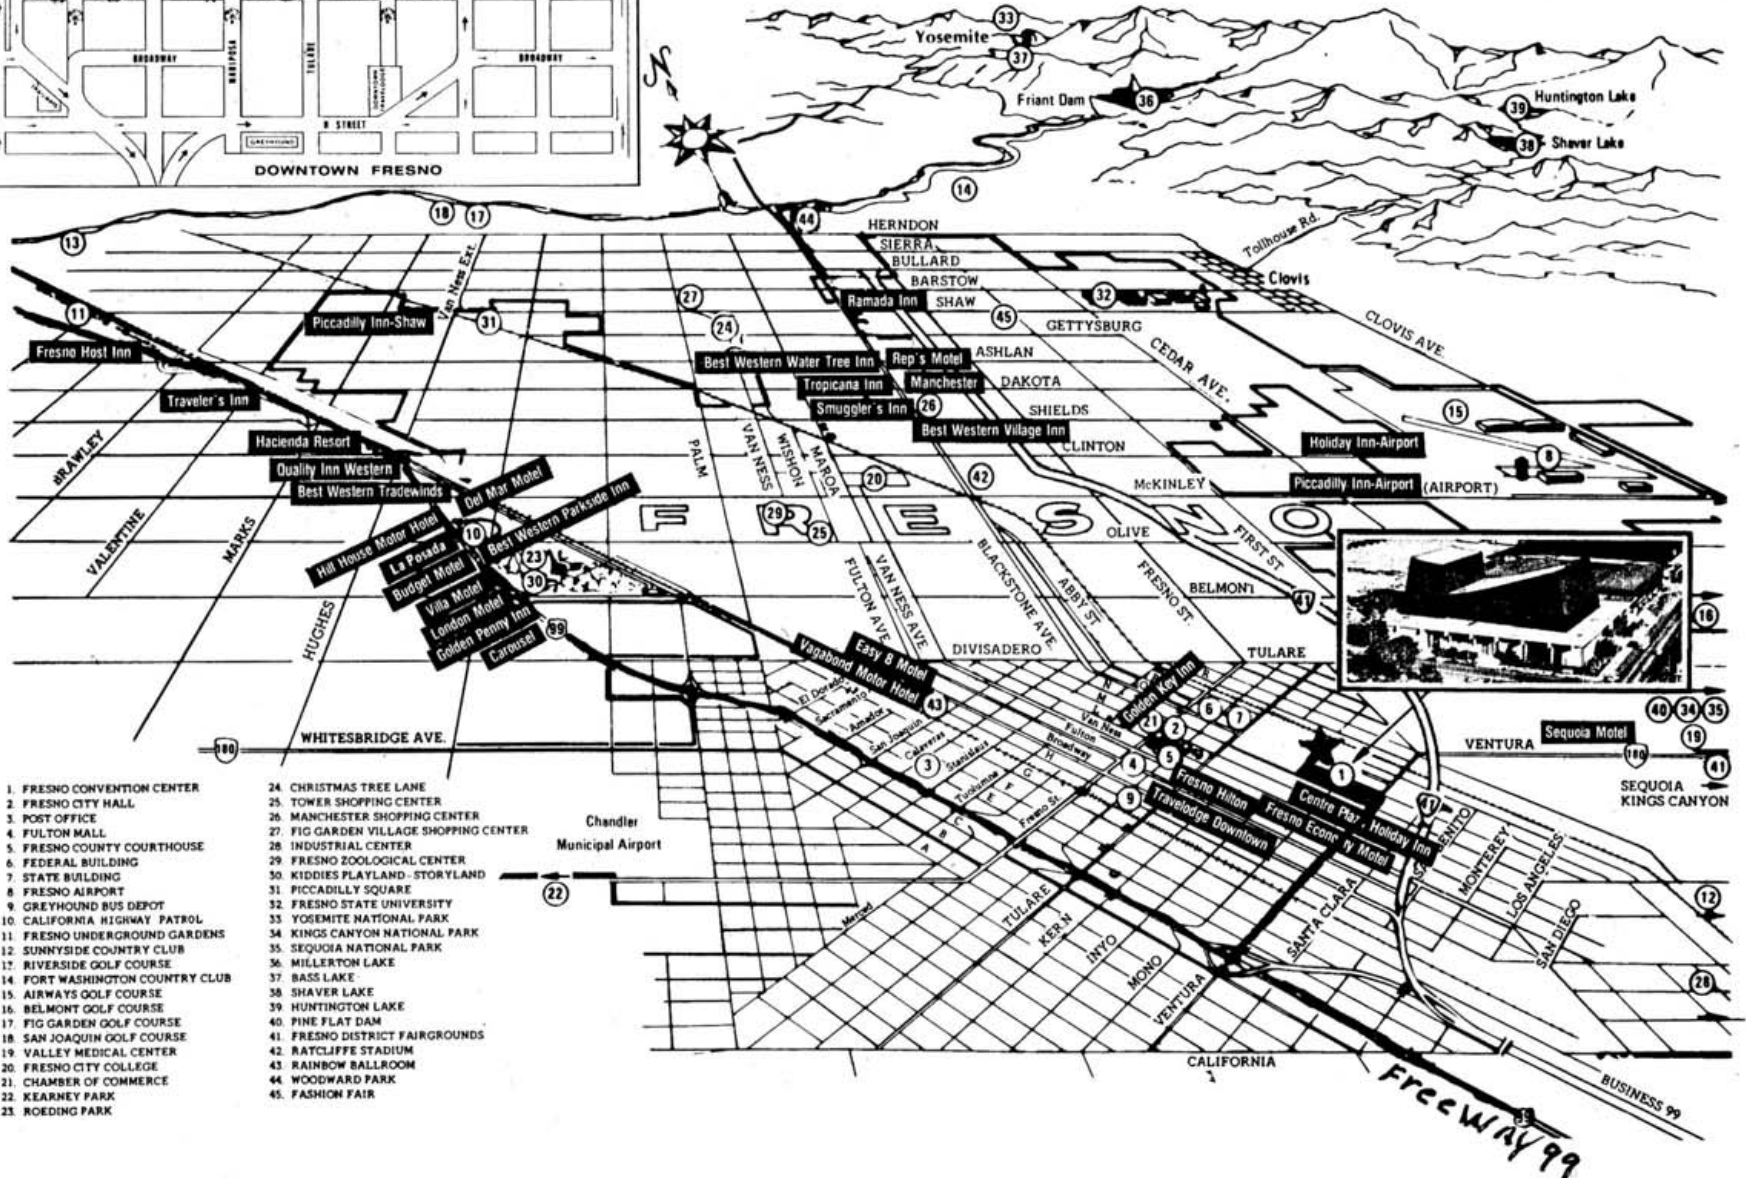 BROADWAY
MARIPOSA
TULARE
DOWNTOWN TRAVELODGE
BROADWAY
H STREET
GREYHOUND
DOWNTOWN FRESNO
N
33
Yosemite
37
Friant Dam
36
39
Huntington Lake
38
Shaver Lake
14
18
17
44
13
HERNDON
SIERRA
BULLARD
BARSTOW
SHAW
Tollhouse Rd.
Clovis
Van Ness Ext.
27
Ramada Inn
32
45
GETTYSBURG
CLOVIS AVE.
11
Piccadilly Inn-Shaw
31
24
Fresno Host Inn
Best Western Water Tree Inn
Rep's Motel
ASHLAN
CEDAR AVE.
Tropicana Inn
Manchester
DAKOTA
Traveler's Inn
Smuggler's Inn
26
SHIELDS
15
Best Western Village Inn
CLINTON
Hacienda Resort
Holiday Inn-Airport
8
BRAWLEY
PALM
VAN NESS
WISHON
MAROA
Quality Inn Western
20
42
McKINLEY
Piccadilly Inn-Airport
(AIRPORT)
Best Western Tradewinds
Del Mar Motel
Best Western Parkside Inn
FRESNO
29
25
OLIVE
FIRST ST
VALENTINE
MARKS
Hill House Motor Hotel
10
La Posada
23
Budget Motel
30
Villa Motel
London Motel
Golden Penny Inn
Carousel
99
HUGHES
FULTON AVE.
VAN NESS AVE.
BLACKSTONE AVE.
ABBY ST
FRESNO ST.
BELMONT
41
16
DIVISADERO
TULARE
Easy 8 Motel
Vagabond Motor Hotel
43
Golden Key Inn
El Dorado
Sacramento
Amador
San Joaquin
Calaveras
Stanislaus
Tuolumne
Fresno St.
N
M
L
R
Van Ness
Fulton
Broadway
H
G
F
E
C
B
A
21
2
6
7
3
4
5
9
1
40
34
35
19
41
Sequoia Motel
VENTURA
180
SEQUOIA
KINGS CANYON
180
WHITESBRIDGE AVE.
Fresno Hilton
Travelodge Downtown
Holiday Inn
41
MONTEREY
LOS ANGELES
SAN DIEGO
Chandler
Municipal Airport
22
Merced
TULARE
KERN
INYO
MONO
VENTURA
SANTA CLARA
12
28
CALIFORNIA
BUSINESS 99
99
FREEWAY 99
1. FRESNO CONVENTION CENTER
2. FRESNO CITY HALL
3. POST OFFICE
4. FULTON MALL
5. FRESNO COUNTY COURTHOUSE
6. FEDERAL BUILDING
7. STATE BUILDING
8 FRESNO AIRPORT
9. GREYHOUND BUS DEPOT
10. CALIFORNIA HIGHWAY PATROL
11. FRESNO UNDERGROUND GARDENS
12. SUNNYSIDE COUNTRY CLUB
13. RIVERSIDE GOLF COURSE
14. FORT WASHINGTON COUNTRY CLUB
15. AIRWAYS GOLF COURSE
16. BELMONT GOLF COURSE
17. FIG GARDEN GOLF COURSE
18. SAN JOAQUIN GOLF COURSE
19. VALLEY MEDICAL CENTER
20. FRESNO CITY COLLEGE
21. CHAMBER OF COMMERCE
22. KEARNEY PARK
23. ROEDING PARK
24. CHRISTMAS TREE LANE
25. TOWER SHOPPING CENTER
26. MANCHESTER SHOPPING CENTER
27. FIG GARDEN VILLAGE SHOPPING CENTER
28. INDUSTRIAL CENTER
29. FRESNO ZOOLOGICAL CENTER
30. KIDDIES PLAYLAND - STORYLAND
31. PICCADILLY SQUARE
32. FRESNO STATE UNIVERSITY
33. YOSEMITE NATIONAL PARK
34. KINGS CANYON NATIONAL PARK
35. SEQUOIA NATIONAL PARK
36. MILLERTON LAKE
37. BASS LAKE
38. SHAVER LAKE
39. HUNTINGTON LAKE
40. PINE FLAT DAM
41. FRESNO DISTRICT FAIRGROUNDS
42. RATCLIFFE STADIUM
43. RAINBOW BALLROOM
44. WOODWARD PARK
45. FASHION FAIR